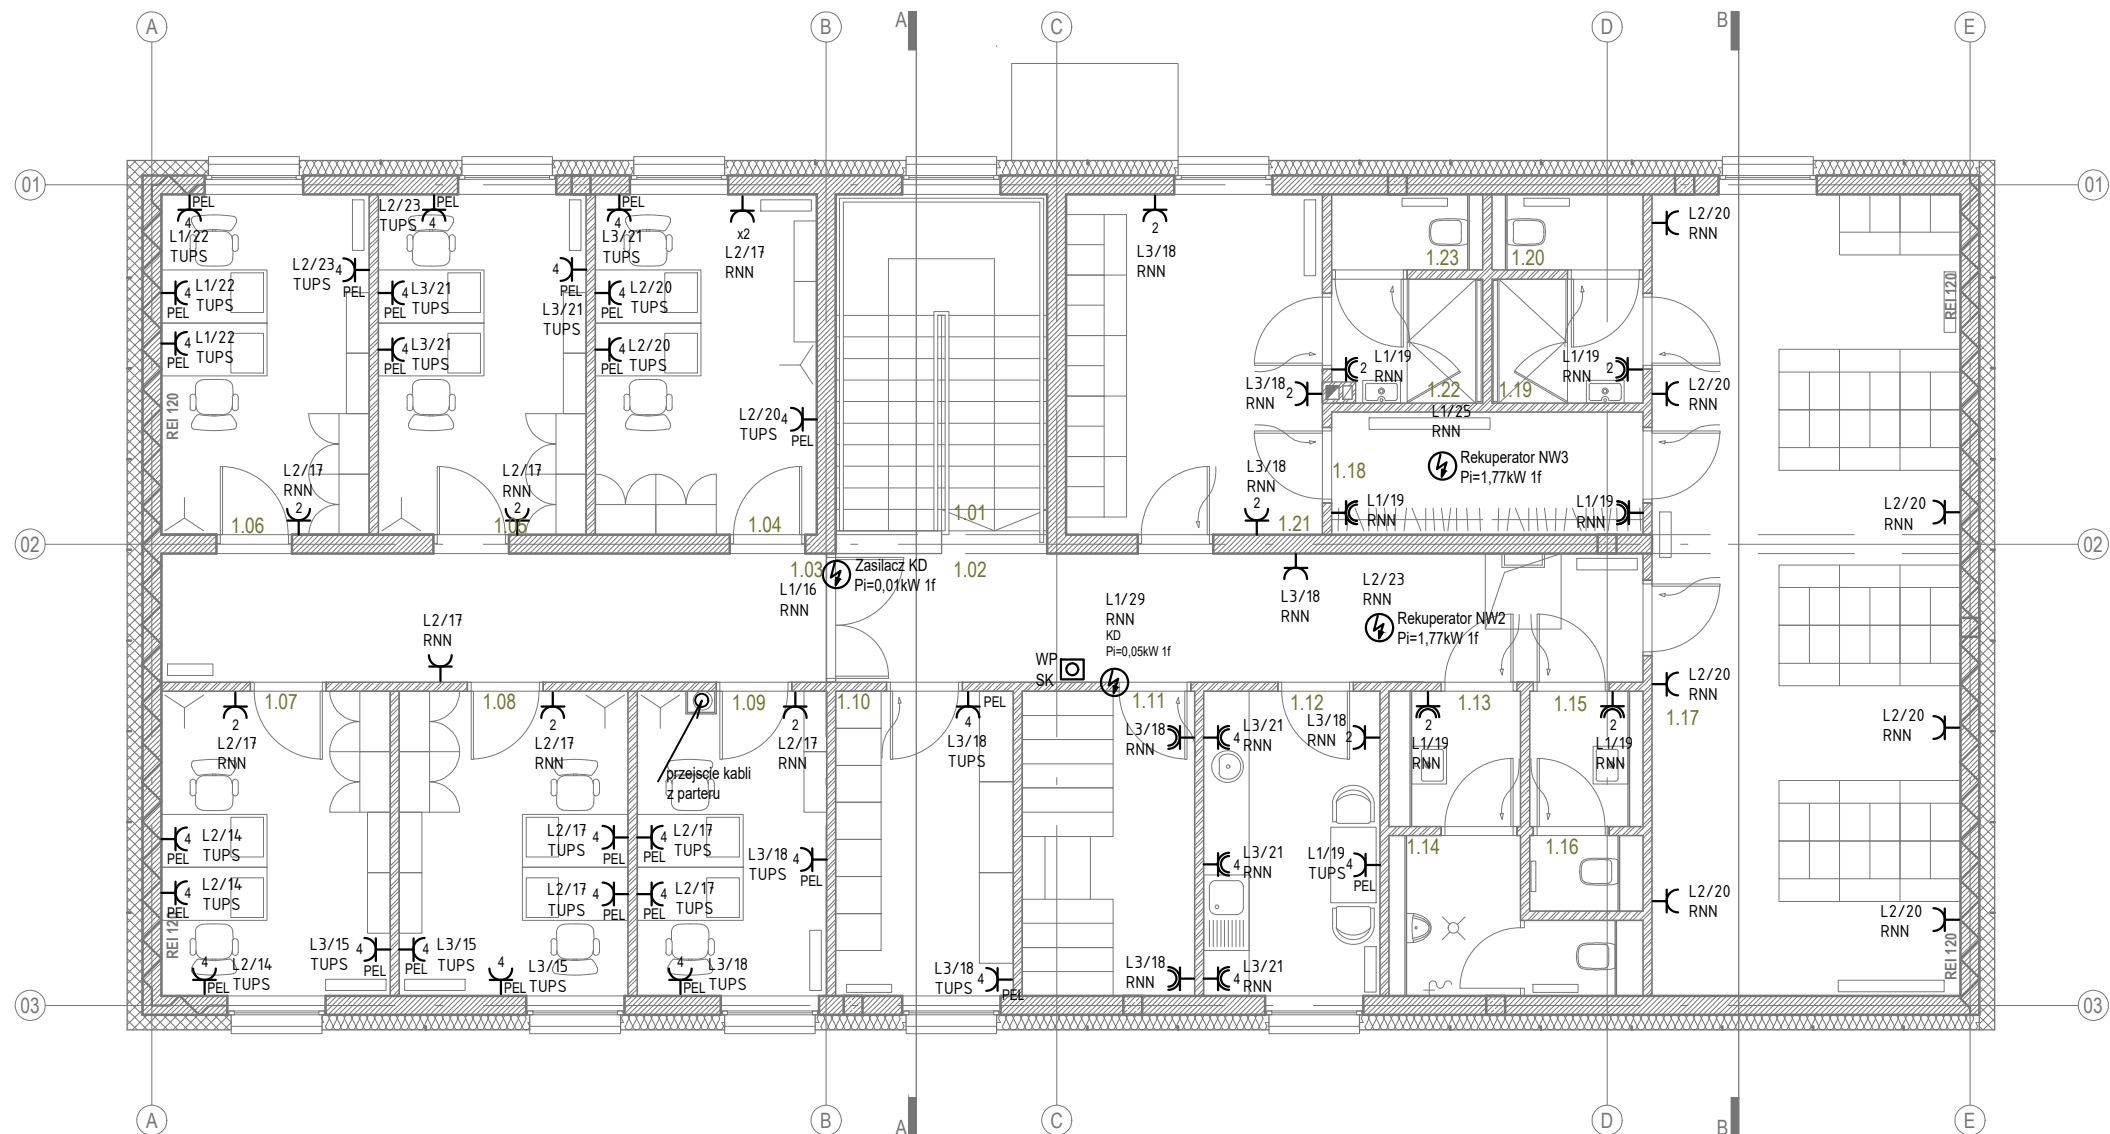 A
B
A
C
D
B
E
01
01
PEL
4
L1/22
TUPS
L2/23
TUPS
PEL
4
PEL
4
L3/21
TUPS
x2
L2/17
RNN
2
L3/18
RNN
1.23
1.20
L2/20
RNN
L2/23
TUPS
4
PEL
4
PEL
L3/21
TUPS
4
L1/22
TUPS
PEL
4
L3/21
TUPS
PEL
4
L2/20
TUPS
PEL
REI 120
4
L1/22
TUPS
PEL
4
L3/21
TUPS
PEL
4
L2/20
TUPS
PEL
2
L1/19
RNN
L1/19
RNN
2
1.22
1.19
L3/18
RNN
2
L2/20
RNN
REI 120
L2/20
TUPS
4
PEL
L1/25
RNN
L2/17
RNN
2
L2/17
RNN
2
L3/18
RNN
2
1.18
Rekuperator NW3
Pi=1,77kW 1f
L1/19
RNN
L1/19
RNN
L2/20
RNN
1.06
1.05
1.04
1.01
1.21
02
02
1.03
Zasilacz KD
Pi=0,01kW 1f
1.02
L1/16
RNN
L3/18
RNN
L2/23
RNN
Rekuperator NW2
Pi=1,77kW 1f
L1/29
RNN
KD
Pi=0,05kW 1f
L2/17
RNN
WP
SK
L2/20
RNN
1.07
1.08
1.09
1.10
PEL
4
1.11
1.12
1.13
1.15
1.17
2
L2/17
RNN
2
L2/17
RNN
2
L2/17
RNN
L3/18
TUPS
L3/18
RNN
4
L3/21
RNN
L3/18
RNN
2
2
L1/19
RNN
2
L1/19
RNN
L2/20
RNN
przejscie kabli
z parteru
4
L2/14
TUPS
PEL
L2/17
TUPS
4
PEL
4
L2/17
TUPS
PEL
L3/18
TUPS
4
PEL
4
L3/21
RNN
L1/19
TUPS
4
PEL
1.14
1.16
4
L2/14
TUPS
PEL
L2/17
TUPS
4
PEL
4
L2/17
TUPS
PEL
L2/20
RNN
L2/20
RNN
REI 12
L3/15
TUPS
4
PEL
4
L3/15
TUPS
PEL
4
L2/14
TUPS
PEL
4
L3/15
TUPS
PEL
4
L3/18
TUPS
PEL
L3/18
TUPS
4
PEL
L3/18
RNN
4
L3/21
RNN
REI 120
03
03
A
B
A
C
D
B
E